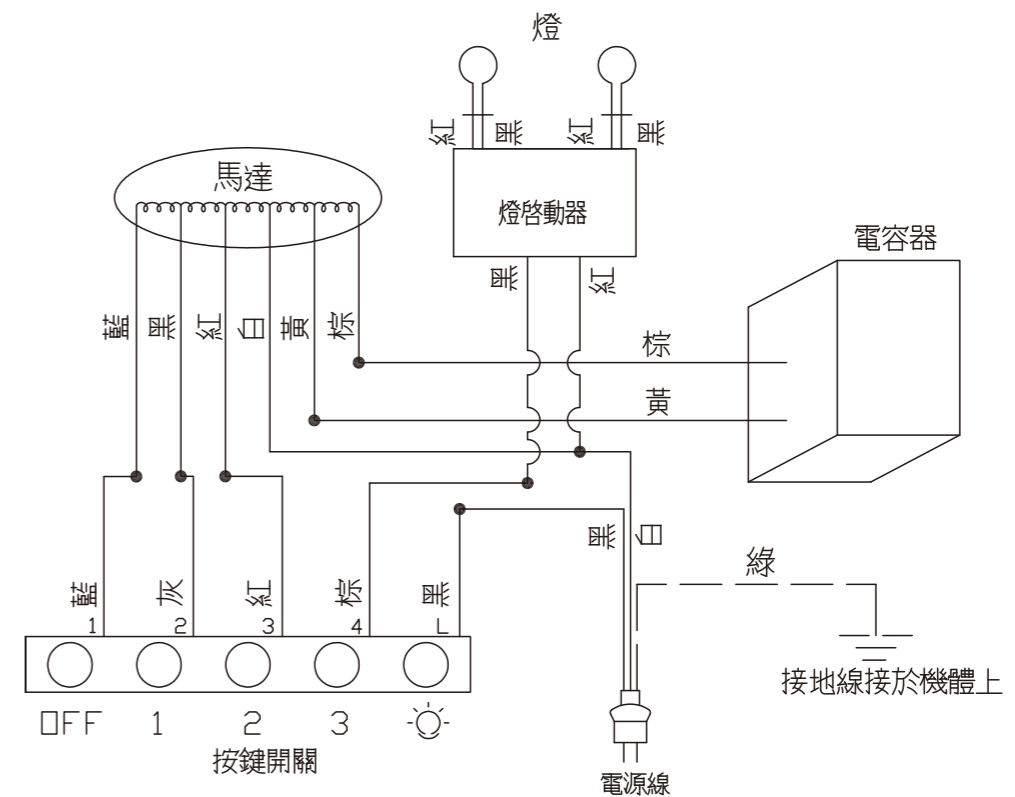 燈
紅 黑 紅 黑
馬達
燈啓動器
電容器
黑 紅
藍 黑 紅 白 黃 棕
棕
黃
黑 白
綠
藍 灰 紅 棕 黑
1 2 3 4 L
接地線接於機體上
OFF 1 2 3
按鍵開關
電源線